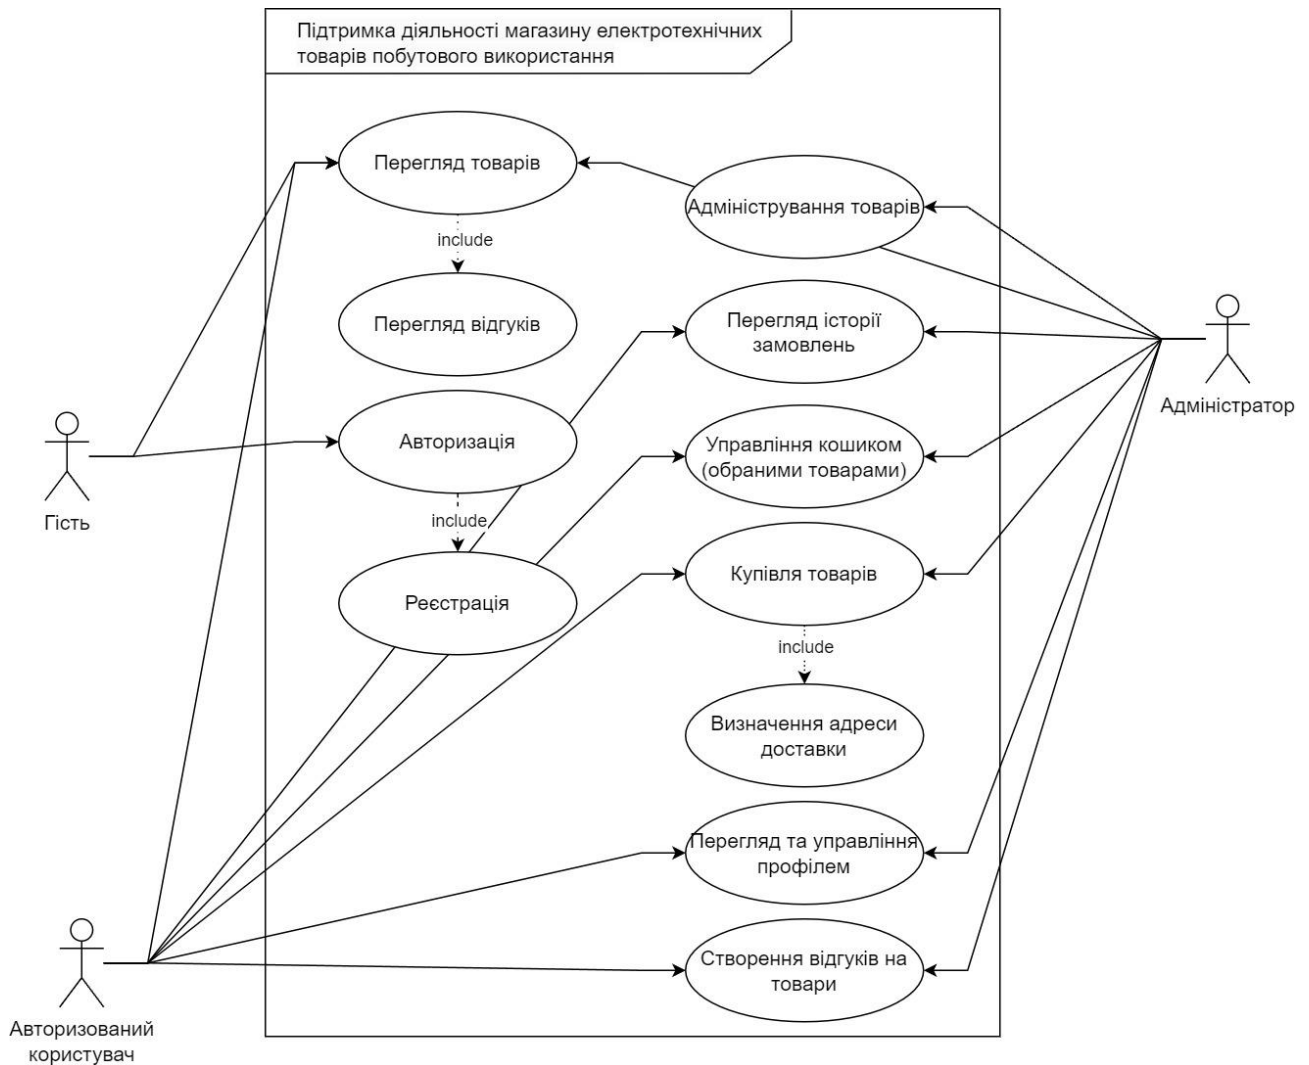 Підтримка діяльності магазину електротехнічних
товарів побутового використання
Перегляд товарів
Адміністрування товарів
include
Перегляд відгуків
Перегляд історії
замовлень
Адміністратор
Авторизація
Управління кошиком
(обраними товарами)
Гість
include
Реєстрація
Купівля товарів
include
Визначення адреси
доставки
Перегляд та управління
профілем
Створення відгуків на
товари
Авторизований
користувач